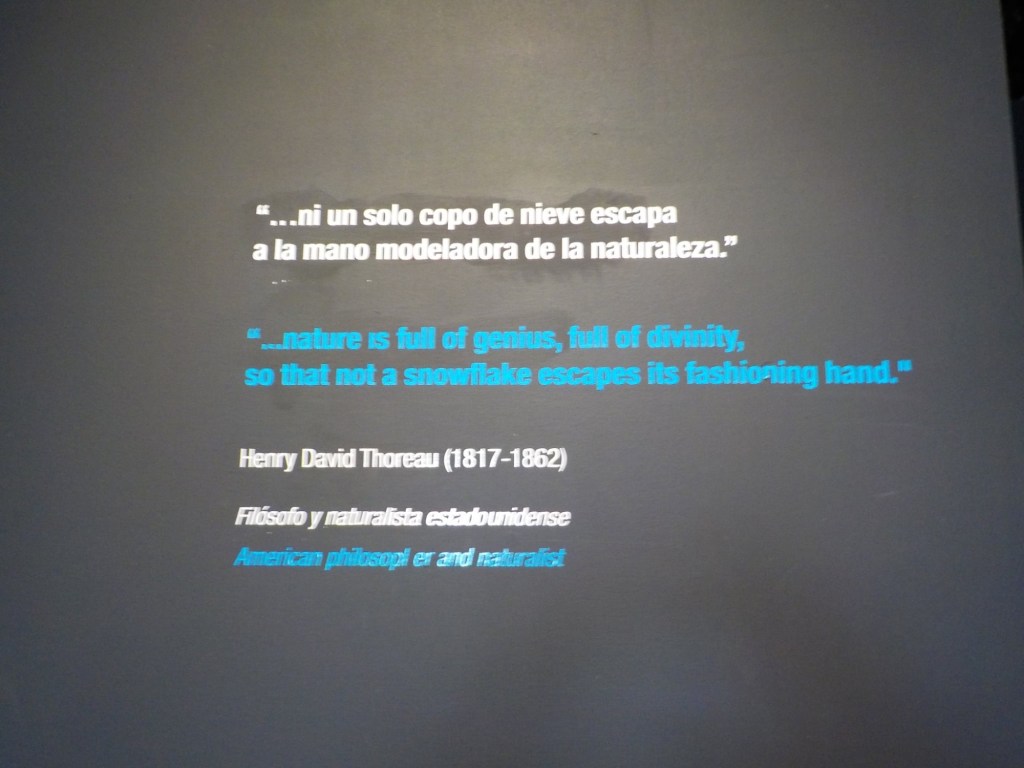 “...ni un solo copo de nieve escapa
a la mano modeladora de la naturaleza.”
“...nature is full of genius, full of divinity,
so that not a snowflake escapes its fashioning hand."
Henry David Thoreau (1817-1862)
Filósofo y naturalista estadounidense
American philosop er and naturalist